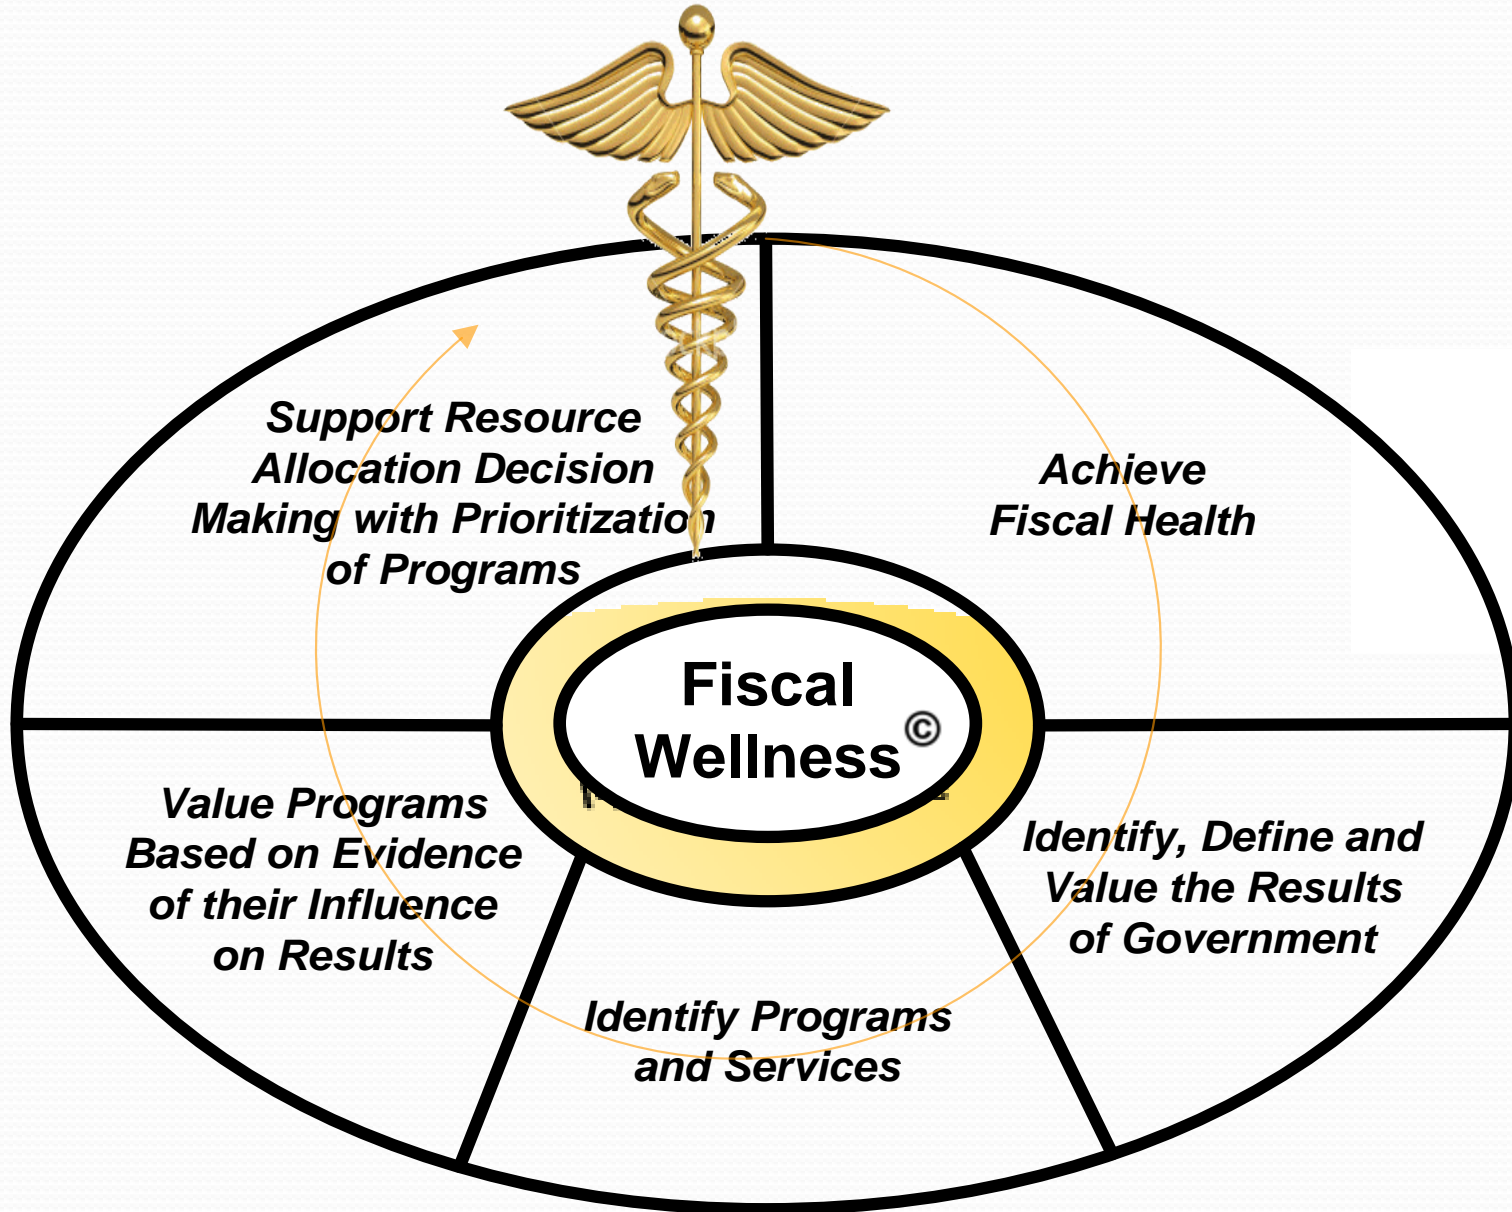 Support Resource
Allocation Decision
Making with Prioritization
of Programs
Achieve
Fiscal Health
Fiscal
Wellness©
Value Programs
Based on Evidence
of their Influence
on Results
Identify, Define and
Value the Results
of Government
Identify Programs
and Services